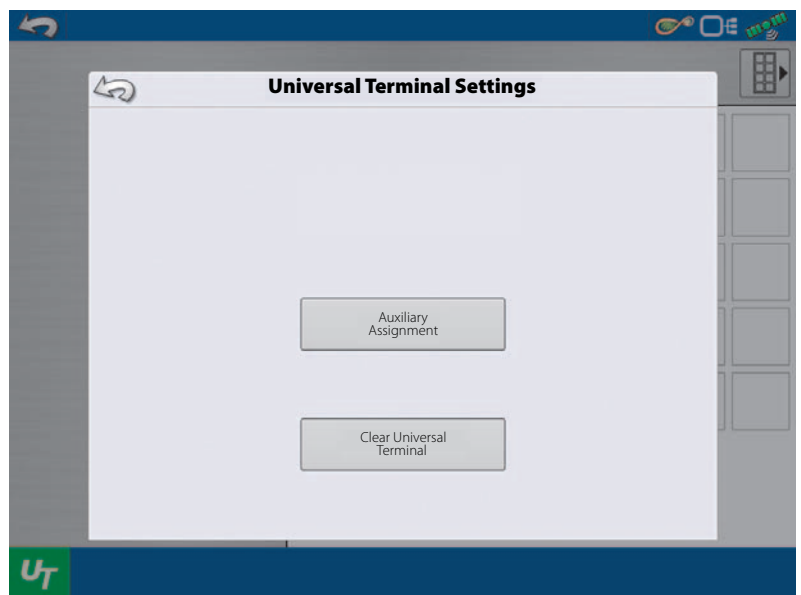 Universal Terminal Settings
Auxiliary
Assignment
Clear Universal
Terminal
UT